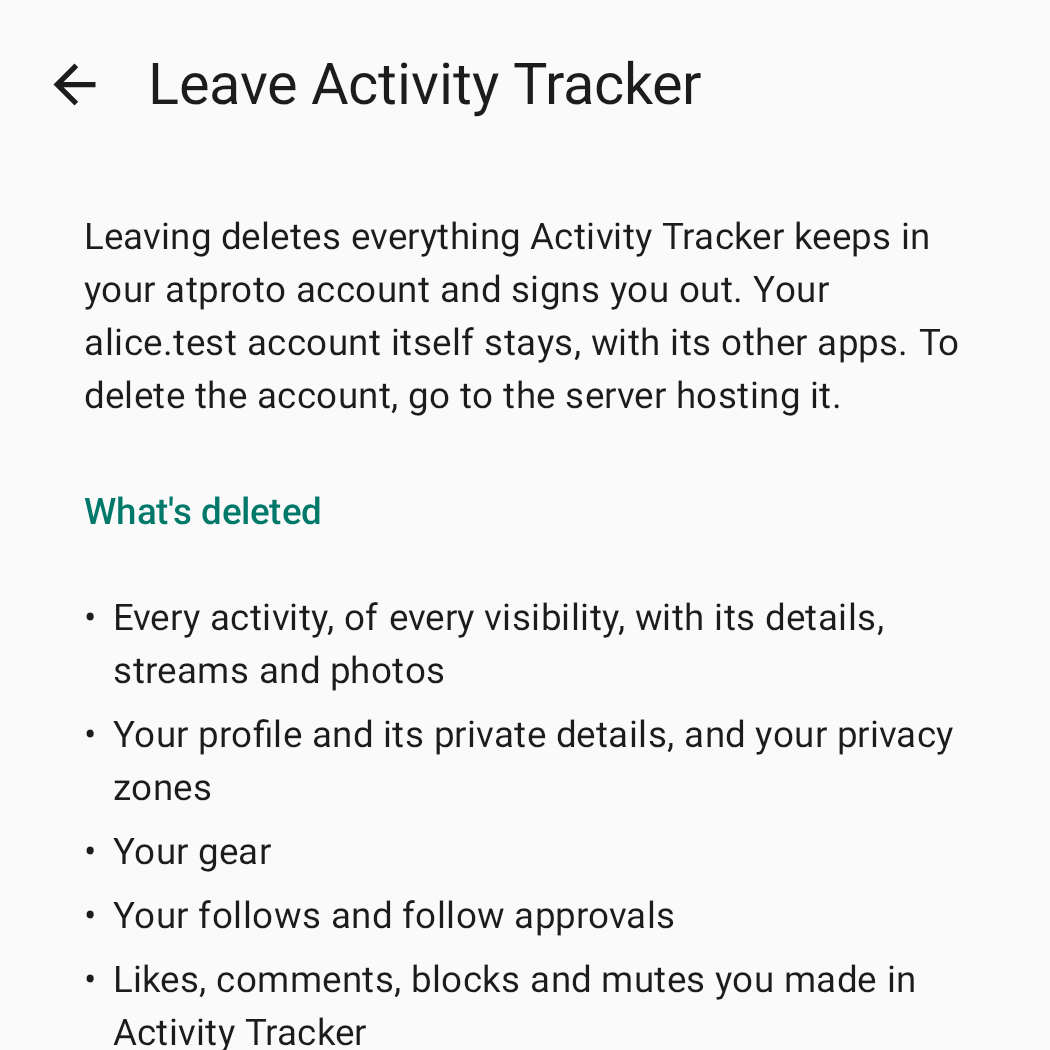 Leave Activity Tracker
Leaving deletes everything Activity Tracker keeps in
your atproto account and signs you out. Your
alice.test account itself stays, with its other apps. To
delete the account, go to the server hosting it.
What's deleted
• Every activity, of every visibility, with its details,
streams and photos
• Your profile and its private details, and your privacy
zones
• Your gear
• Your follows and follow approvals
• Likes, comments, blocks and mutes you made in
Activity Tracker